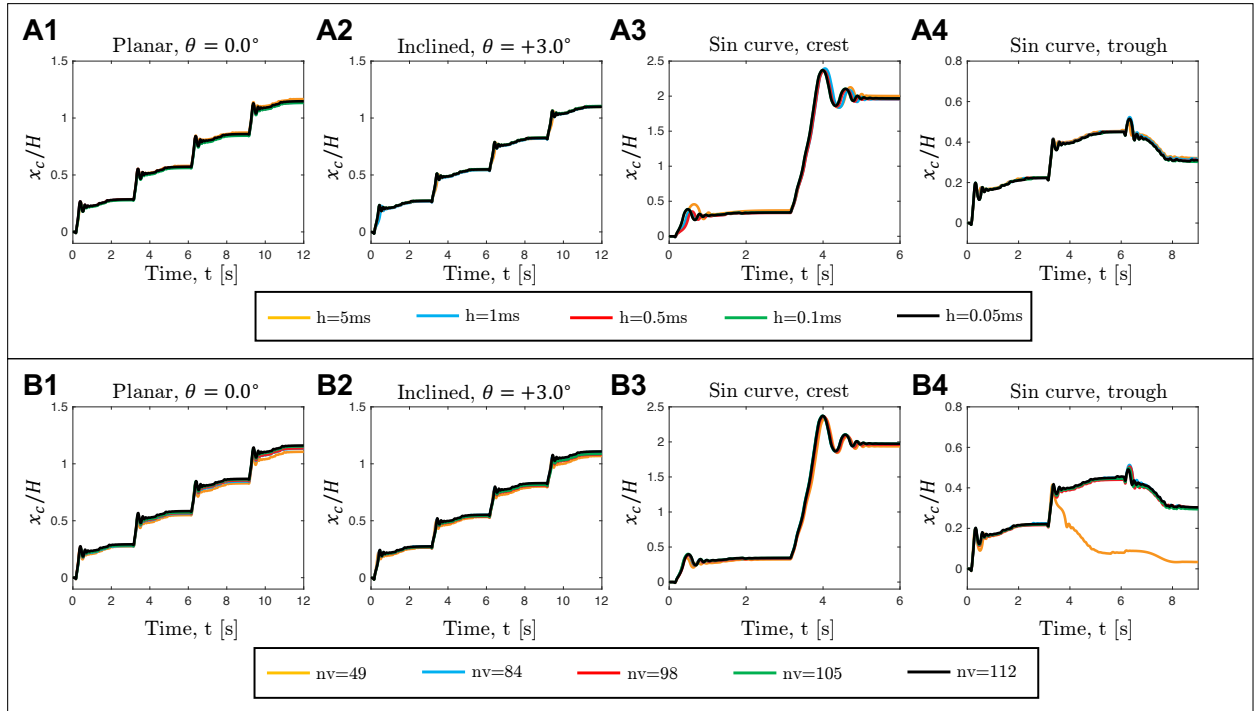 A1
Planar, θ = 0.0°
1.5
1
0.5
0
x_c/H
0 2 4 6 8 10 12
Time, t [s]
A2
Inclined, θ = +3.0°
1.5
1
0.5
0
x_c/H
0 2 4 6 8 10 12
Time, t [s]
A3
Sin curve, crest
2.5
2.0
1.5
1.0
0.5
0.0
x_c/H
0 2 4 6
Time, t [s]
A4
Sin curve, trough
0.8
0.6
0.4
0.2
0
x_c/H
0 2 4 6 8
Time, t [s]
h=5ms h=1ms h=0.5ms h=0.1ms h=0.05ms
B1
Planar, θ = 0.0°
1.5
1
0.5
0
x_c/H
0 2 4 6 8 10 12
Time, t [s]
B2
Inclined, θ = +3.0°
1.5
1
0.5
0
x_c/H
0 2 4 6 8 10 12
Time, t [s]
B3
Sin curve, crest
2.5
2.0
1.5
1.0
0.5
0.0
x_c/H
0 2 4 6
Time, t [s]
B4
Sin curve, trough
0.8
0.6
0.4
0.2
0
x_c/H
0 2 4 6 8
Time, t [s]
nv=49 nv=84 nv=98 nv=105 nv=112